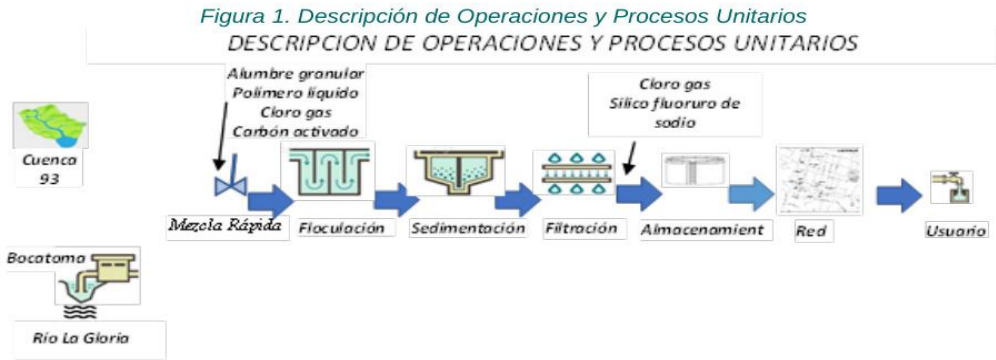 Figura 1. Descripción de Operaciones y Procesos Unitarios
DESCRIPCION DE OPERACIONES Y PROCESOS UNITARIOS
Alumbre granular
Polímero líquido
Cloro gas
Carbón activado
Cloro gas
Silico fluoruro de
sodio
Cuenca
93
Mezcla Rápida
Floculación
Sedimentación
Filtración
Almacenamient
Red
Usuario
Bocatoma
Río La Gloria